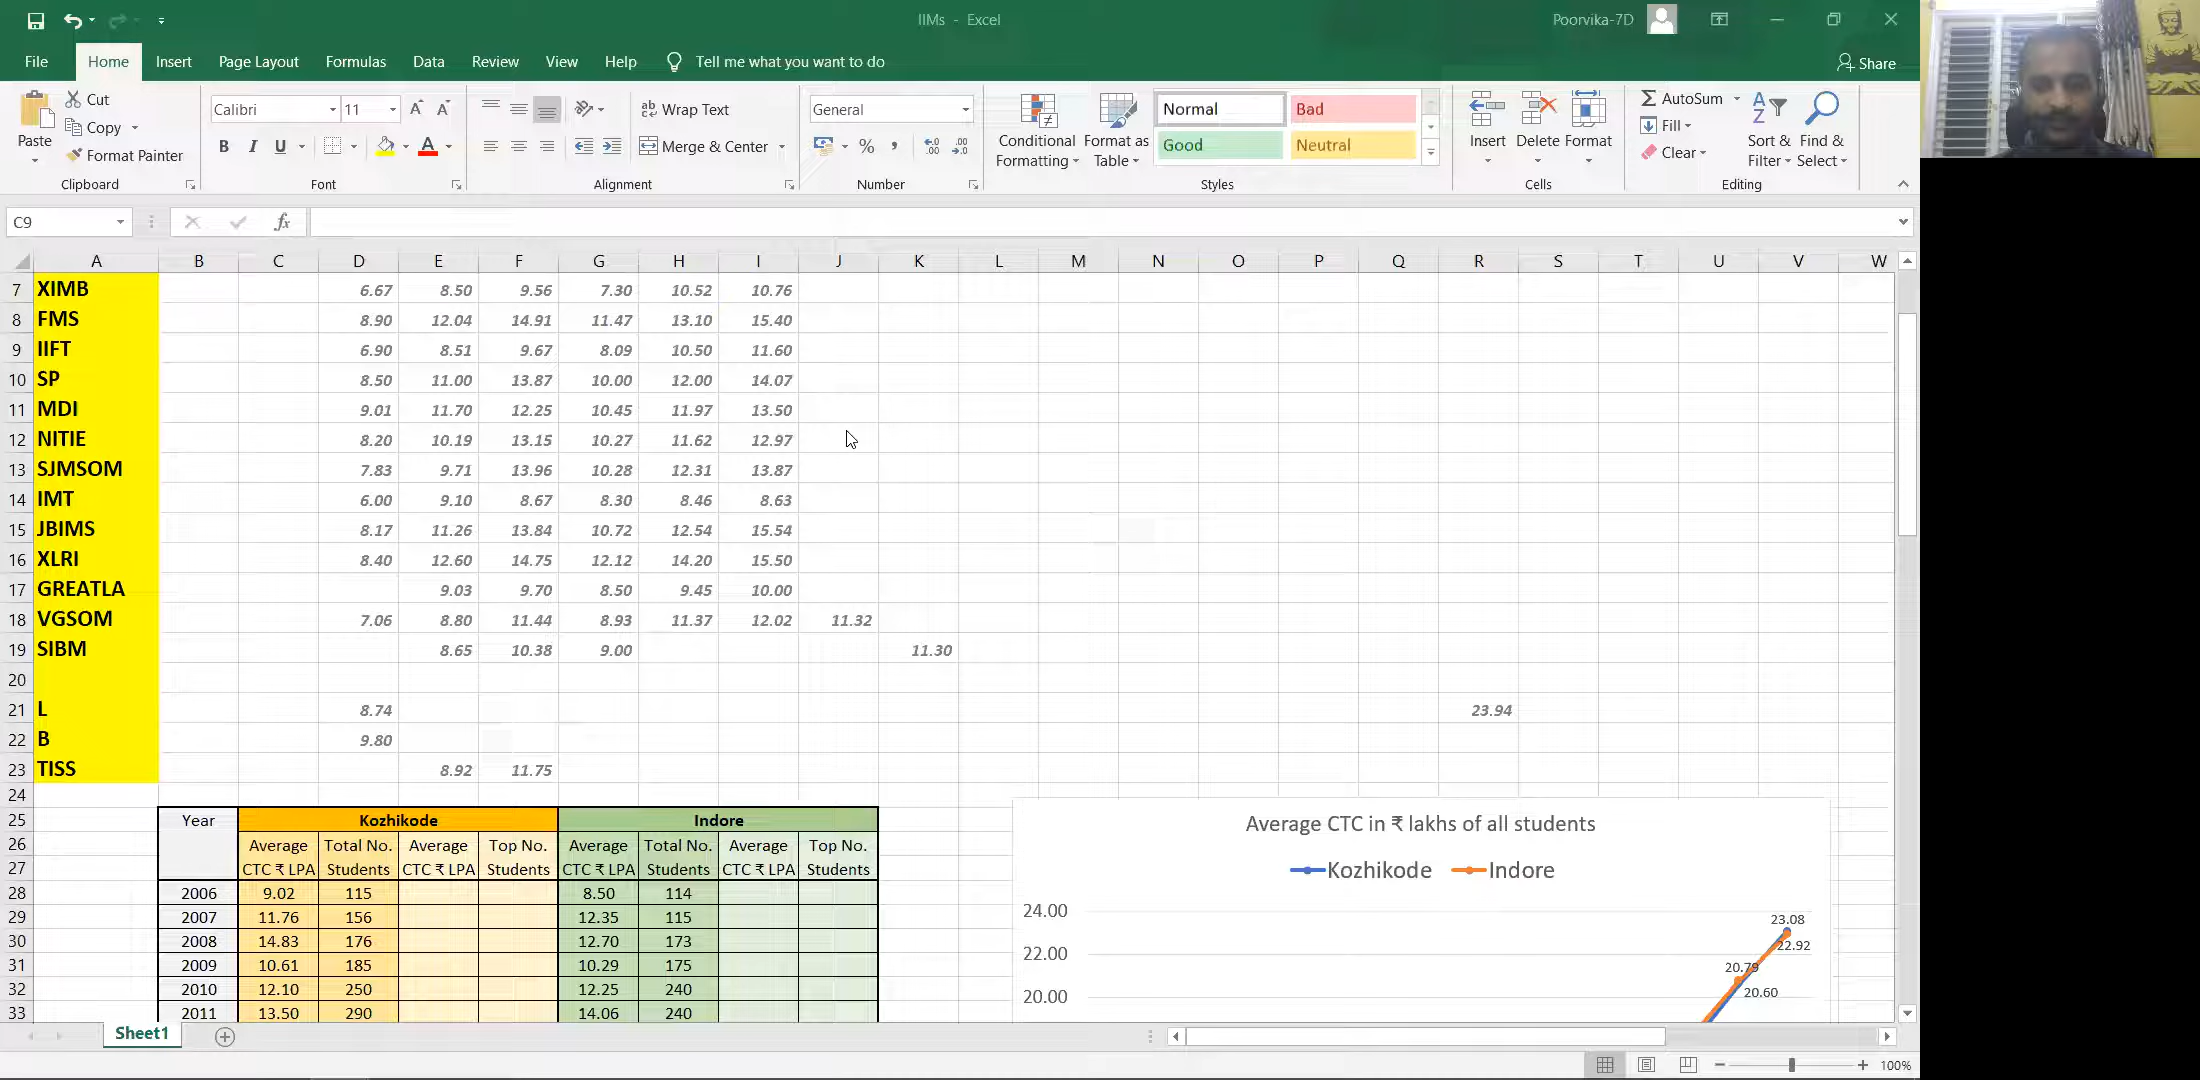 IIMs - Excel
Poorvika-7D
File Home Insert Page Layout Formulas Data Review View Help Tell me what you want to do Share
Paste Cut Copy Format Painter Clipboard
Calibri 11 B I U Font
Wrap Text Merge & Center Alignment
General % , Number
Conditional Formatting Format as Table Normal Bad Good Neutral Styles
Insert Delete Format Cells
AutoSum Fill Clear Sort & Filter Find & Select Editing
C9 fx
A B C D E F G H I J K L M N O P Q R S T U V W
7 XIMB 6.67 8.50 9.56 7.30 10.52 10.76
8 FMS 8.90 12.04 14.91 11.47 13.10 15.40
9 IIFT 6.90 8.51 9.67 8.09 10.50 11.60
10 SP 8.50 11.00 13.87 10.00 12.00 14.07
11 MDI 9.01 11.70 12.25 10.45 11.97 13.50
12 NITIE 8.20 10.19 13.15 10.27 11.62 12.97
13 SJMSOM 7.83 9.71 13.96 10.28 12.31 13.87
14 IMT 6.00 9.10 8.67 8.30 8.46 8.63
15 JBIMS 8.17 11.26 13.84 10.72 12.54 15.54
16 XLRI 8.40 12.60 14.75 12.12 14.20 15.50
17 GREATLA 9.03 9.70 8.50 9.45 10.00
18 VGSOM 7.06 8.80 11.44 8.93 11.37 12.02 11.32
19 SIBM 8.65 10.38 9.00 11.30
20
21 L 8.74 23.94
22 B 9.80
23 TISS 8.92 11.75
24
25 Year Kozhikode Indore
26 Average Total No. Average Top No. Average Total No. Average Top No.
27 CTC ₹ LPA Students CTC ₹ LPA Students CTC ₹ LPA Students CTC ₹ LPA Students
28 2006 9.02 115 8.50 114
29 2007 11.76 156 12.35 115
30 2008 14.83 176 12.70 173
31 2009 10.61 185 10.29 175
32 2010 12.10 250 12.25 240
33 2011 13.50 290 14.06 240
Average CTC in ₹ lakhs of all students
Kozhikode Indore
24.00
23.08
22.92
22.00
20.79
20.60
20.00
Sheet1
100%